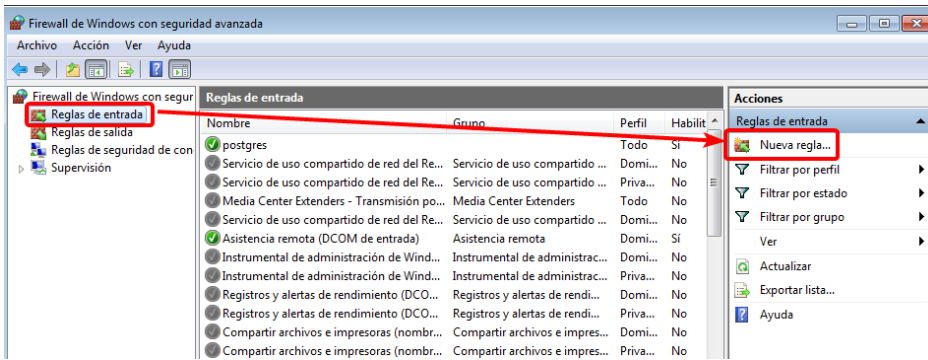 Firewall de Windows con seguridad avanzada
Archivo Acción Ver Ayuda
Firewall de Windows con segur
Reglas de entrada
Reglas de salida
Reglas de seguridad de con
Supervisión
Reglas de entrada
Nombre Grupo Perfil Habilit
postgres Todo Sí
Servicio de uso compartido de red del Re... Servicio de uso compartido ... Domi... No
Servicio de uso compartido de red del Re... Servicio de uso compartido ... Priva... No
Media Center Extenders - Transmisión po... Media Center Extenders Todo No
Servicio de uso compartido de red del Re... Servicio de uso compartido ... Domi... No
Asistencia remota (DCOM de entrada) Asistencia remota Domi... Sí
Instrumental de administración de Wind... Instrumental de administrac... Domi... No
Instrumental de administración de Wind... Instrumental de administrac... Priva... No
Registros y alertas de rendimiento (DCO... Registros y alertas de rendi... Domi... No
Registros y alertas de rendimiento (DCO... Registros y alertas de rendi... Priva... No
Compartir archivos e impresoras (nombr... Compartir archivos e impres... Domi... No
Compartir archivos e impresoras (nombr... Compartir archivos e impres... Priva... No
Acciones
Reglas de entrada
Nueva regla...
Filtrar por perfil
Filtrar por estado
Filtrar por grupo
Ver
Actualizar
Exportar lista...
Ayuda